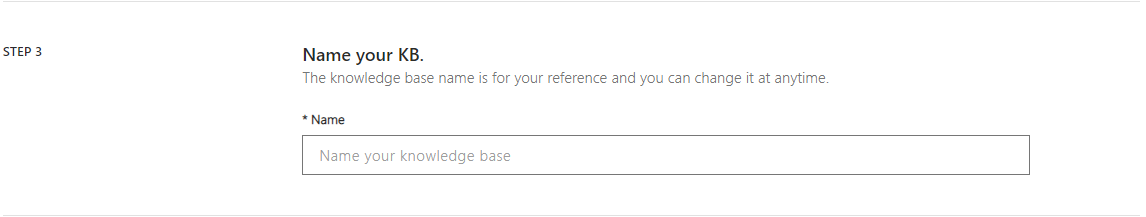 STEP 3
Name your KB.
The knowledge base name is for your reference and you can change it at anytime.
* Name
Name your knowledge base